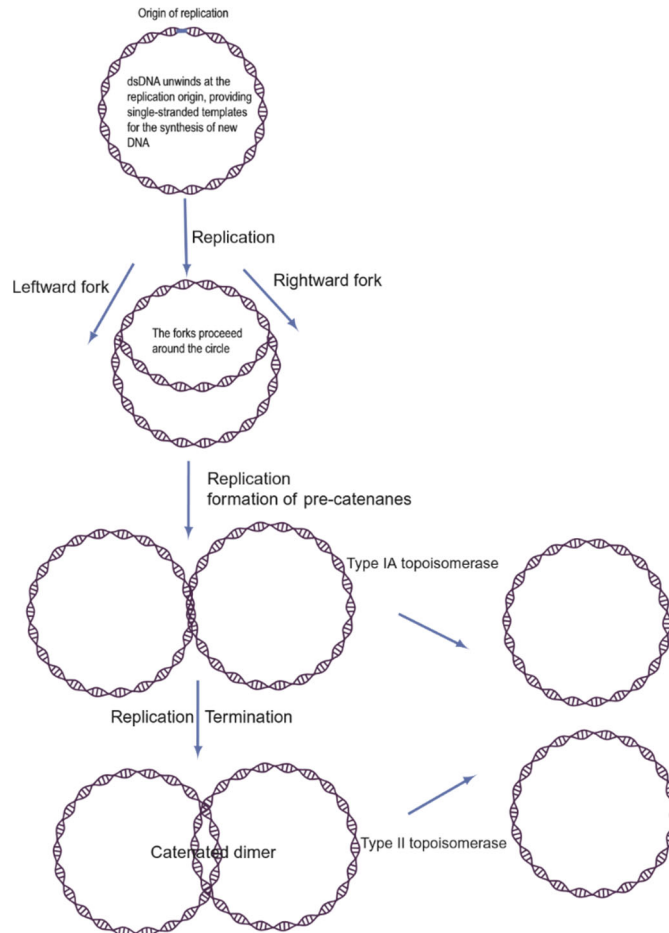 Origin of replication
dsDNA unwinds at the
replication origin, providing
single-stranded templates
for the synthesis of new
DNA
Replication
Leftward fork
Rightward fork
The forks proceeed
around the circle
Replication
formation of pre-catenanes
Type IA topoisomerase
Replication Termination
Catenated dimer
Type II topoisomerase